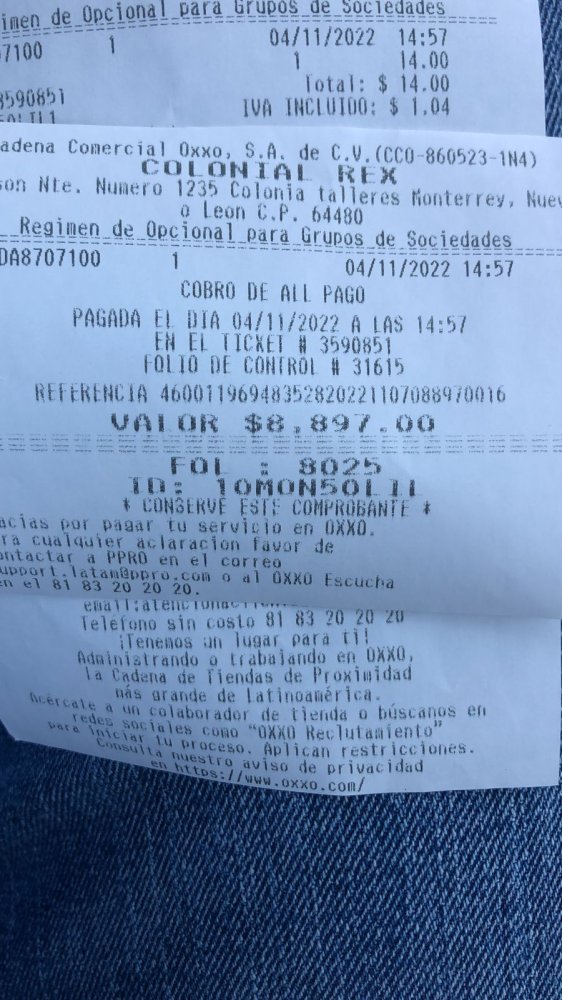 imen de Opcional para Grupos de Sociedades
7100 1 04/11/2022 14:57
1 14.00
Total: $ 14.00
3590851 IVA INCLUIDO: $ 1.04
adena Comercial Oxxo, S.A. de C.V.(CCO-860523-1N4)
COLONIAL REX
son Nte. Numero 1235 Colonia talleres Monterrey, Nuev
o Leon C.P. 64480
Regimen de Opcional para Grupos de Sociedades
DA8707100 1 04/11/2022 14:57
COBRO DE ALL PAGO
PAGADA EL DIA 04/11/2022 A LAS 14:57
EN EL TICKET # 3590851
FOLIO DE CONTROL # 31615
REFERENCIA 4600119694835282022110708897​0016
VALOR $8,897.00
FOL : 8025
TD: 10MON50LIL
* CONSERVE ESTE COMPROBANTE *
acias por pagar tu servicio en OXXO.
ra cualquier aclaracion favor de
ontactar a PPRO en el correo
upport.latam@ppro.com o al OXXO Escucha
en el 81 83 20 20 20.
Teléfono sin costo 81 83 20 20 20
¡Tenemos un lugar para ti!
Administrando o trabajando en OXXO,
la Cadena de Tiendas de Proximidad
más grande de Latinoamérica.
Acércate a un colaborador de tienda o búscanos en
redes sociales como "OXXO Reclutamiento"
para iniciar tu proceso. Aplican restricciones.
Consulta nuestro aviso de privacidad
en https://www.oxxo.com/